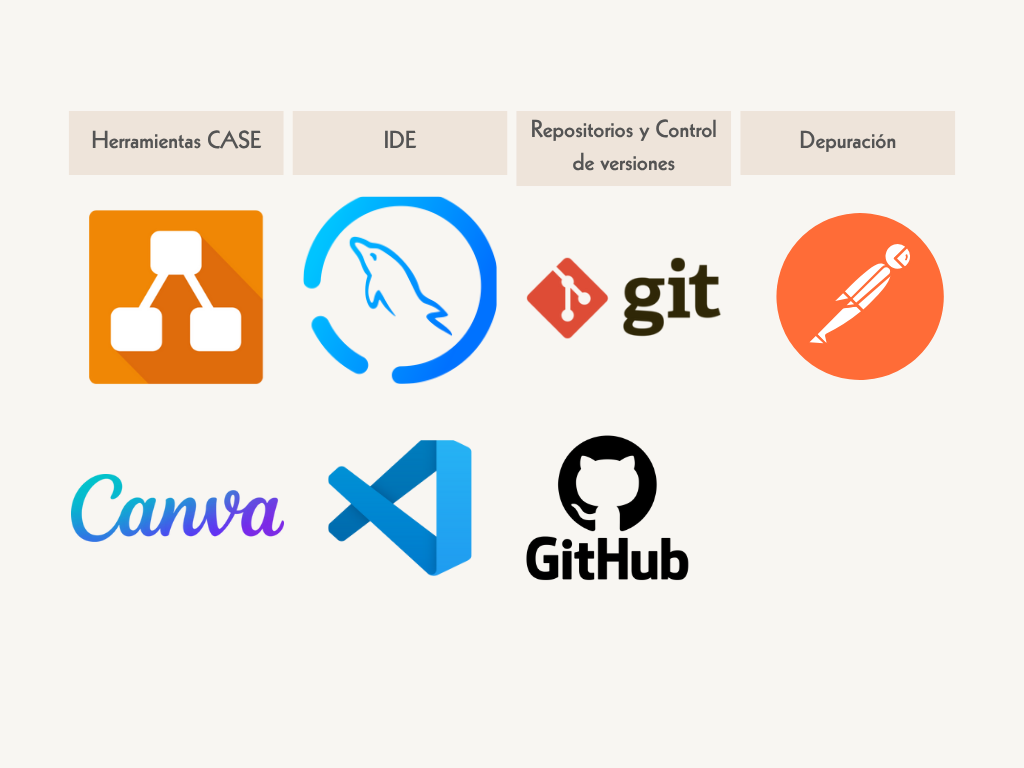 Herramientas CASE
IDE
Repositorios y Control
de versiones
Depuración
git
Canva
GitHub